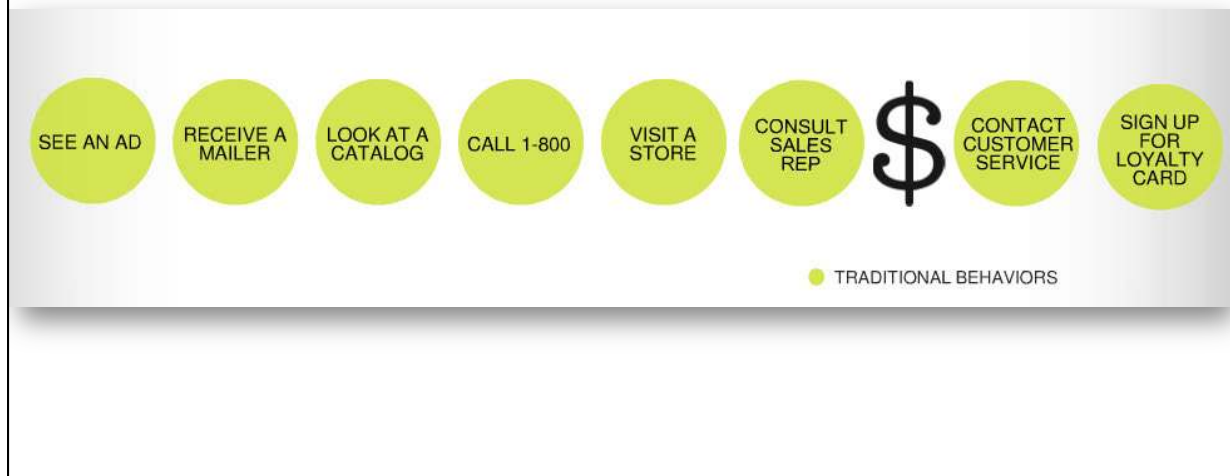 SEE AN AD
RECEIVE A
MAILER
LOOK AT A
CATALOG
CALL 1-800
VISIT A
STORE
CONSULT
SALES
REP
$
CONTACT
CUSTOMER
SERVICE
SIGN UP
FOR
LOYALTY
CARD
TRADITIONAL BEHAVIORS